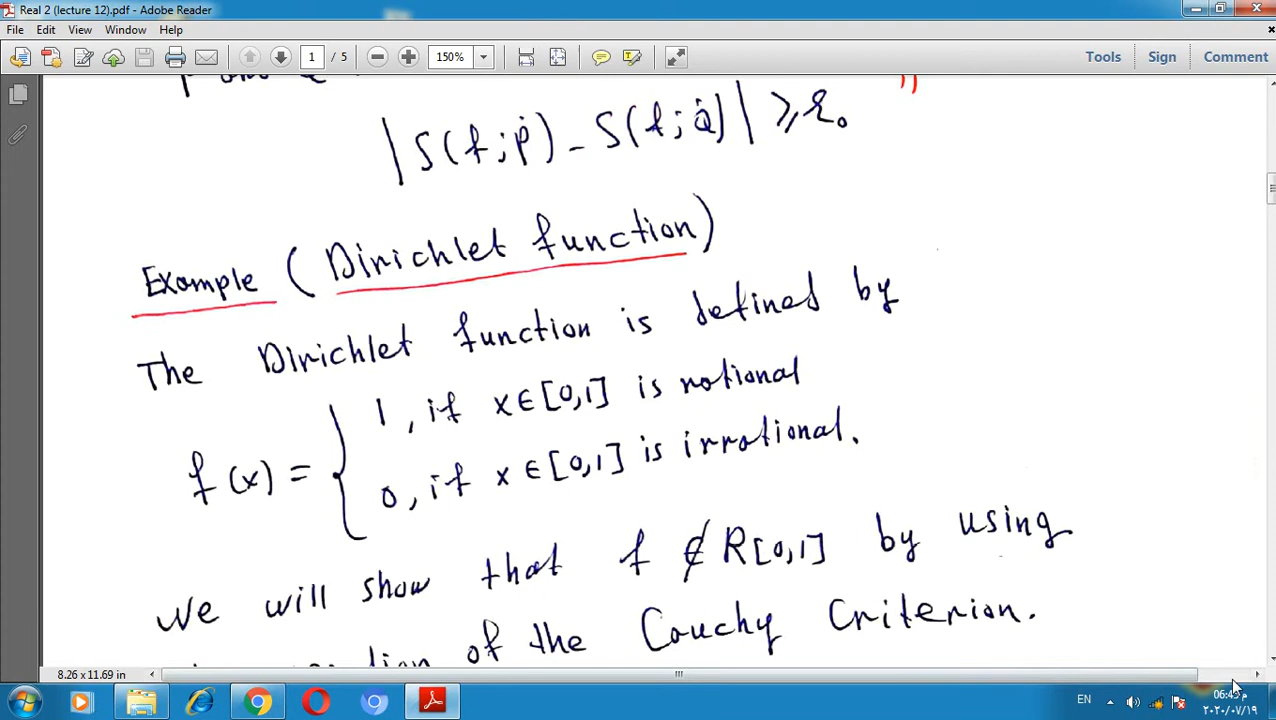 Real 2 (lecture 12).pdf - Adobe Reader
File Edit View Window Help
1 / 5 150% Tools Sign Comment
|S(f;Ṗ) - S(f;Q̇)| ≥ ε₀ "
Example (Dirichlet function)
The Dirichlet function is defined by
f(x) = { 1, if x∈[0,1] is rational
0, if x∈[0,1] is irrational.
We will show that f ∉ R[0,1] by using
of the Cauchy Criterion.
8.26 x 11.69 in
EN
٢٠٢٠/٠٧/١٩